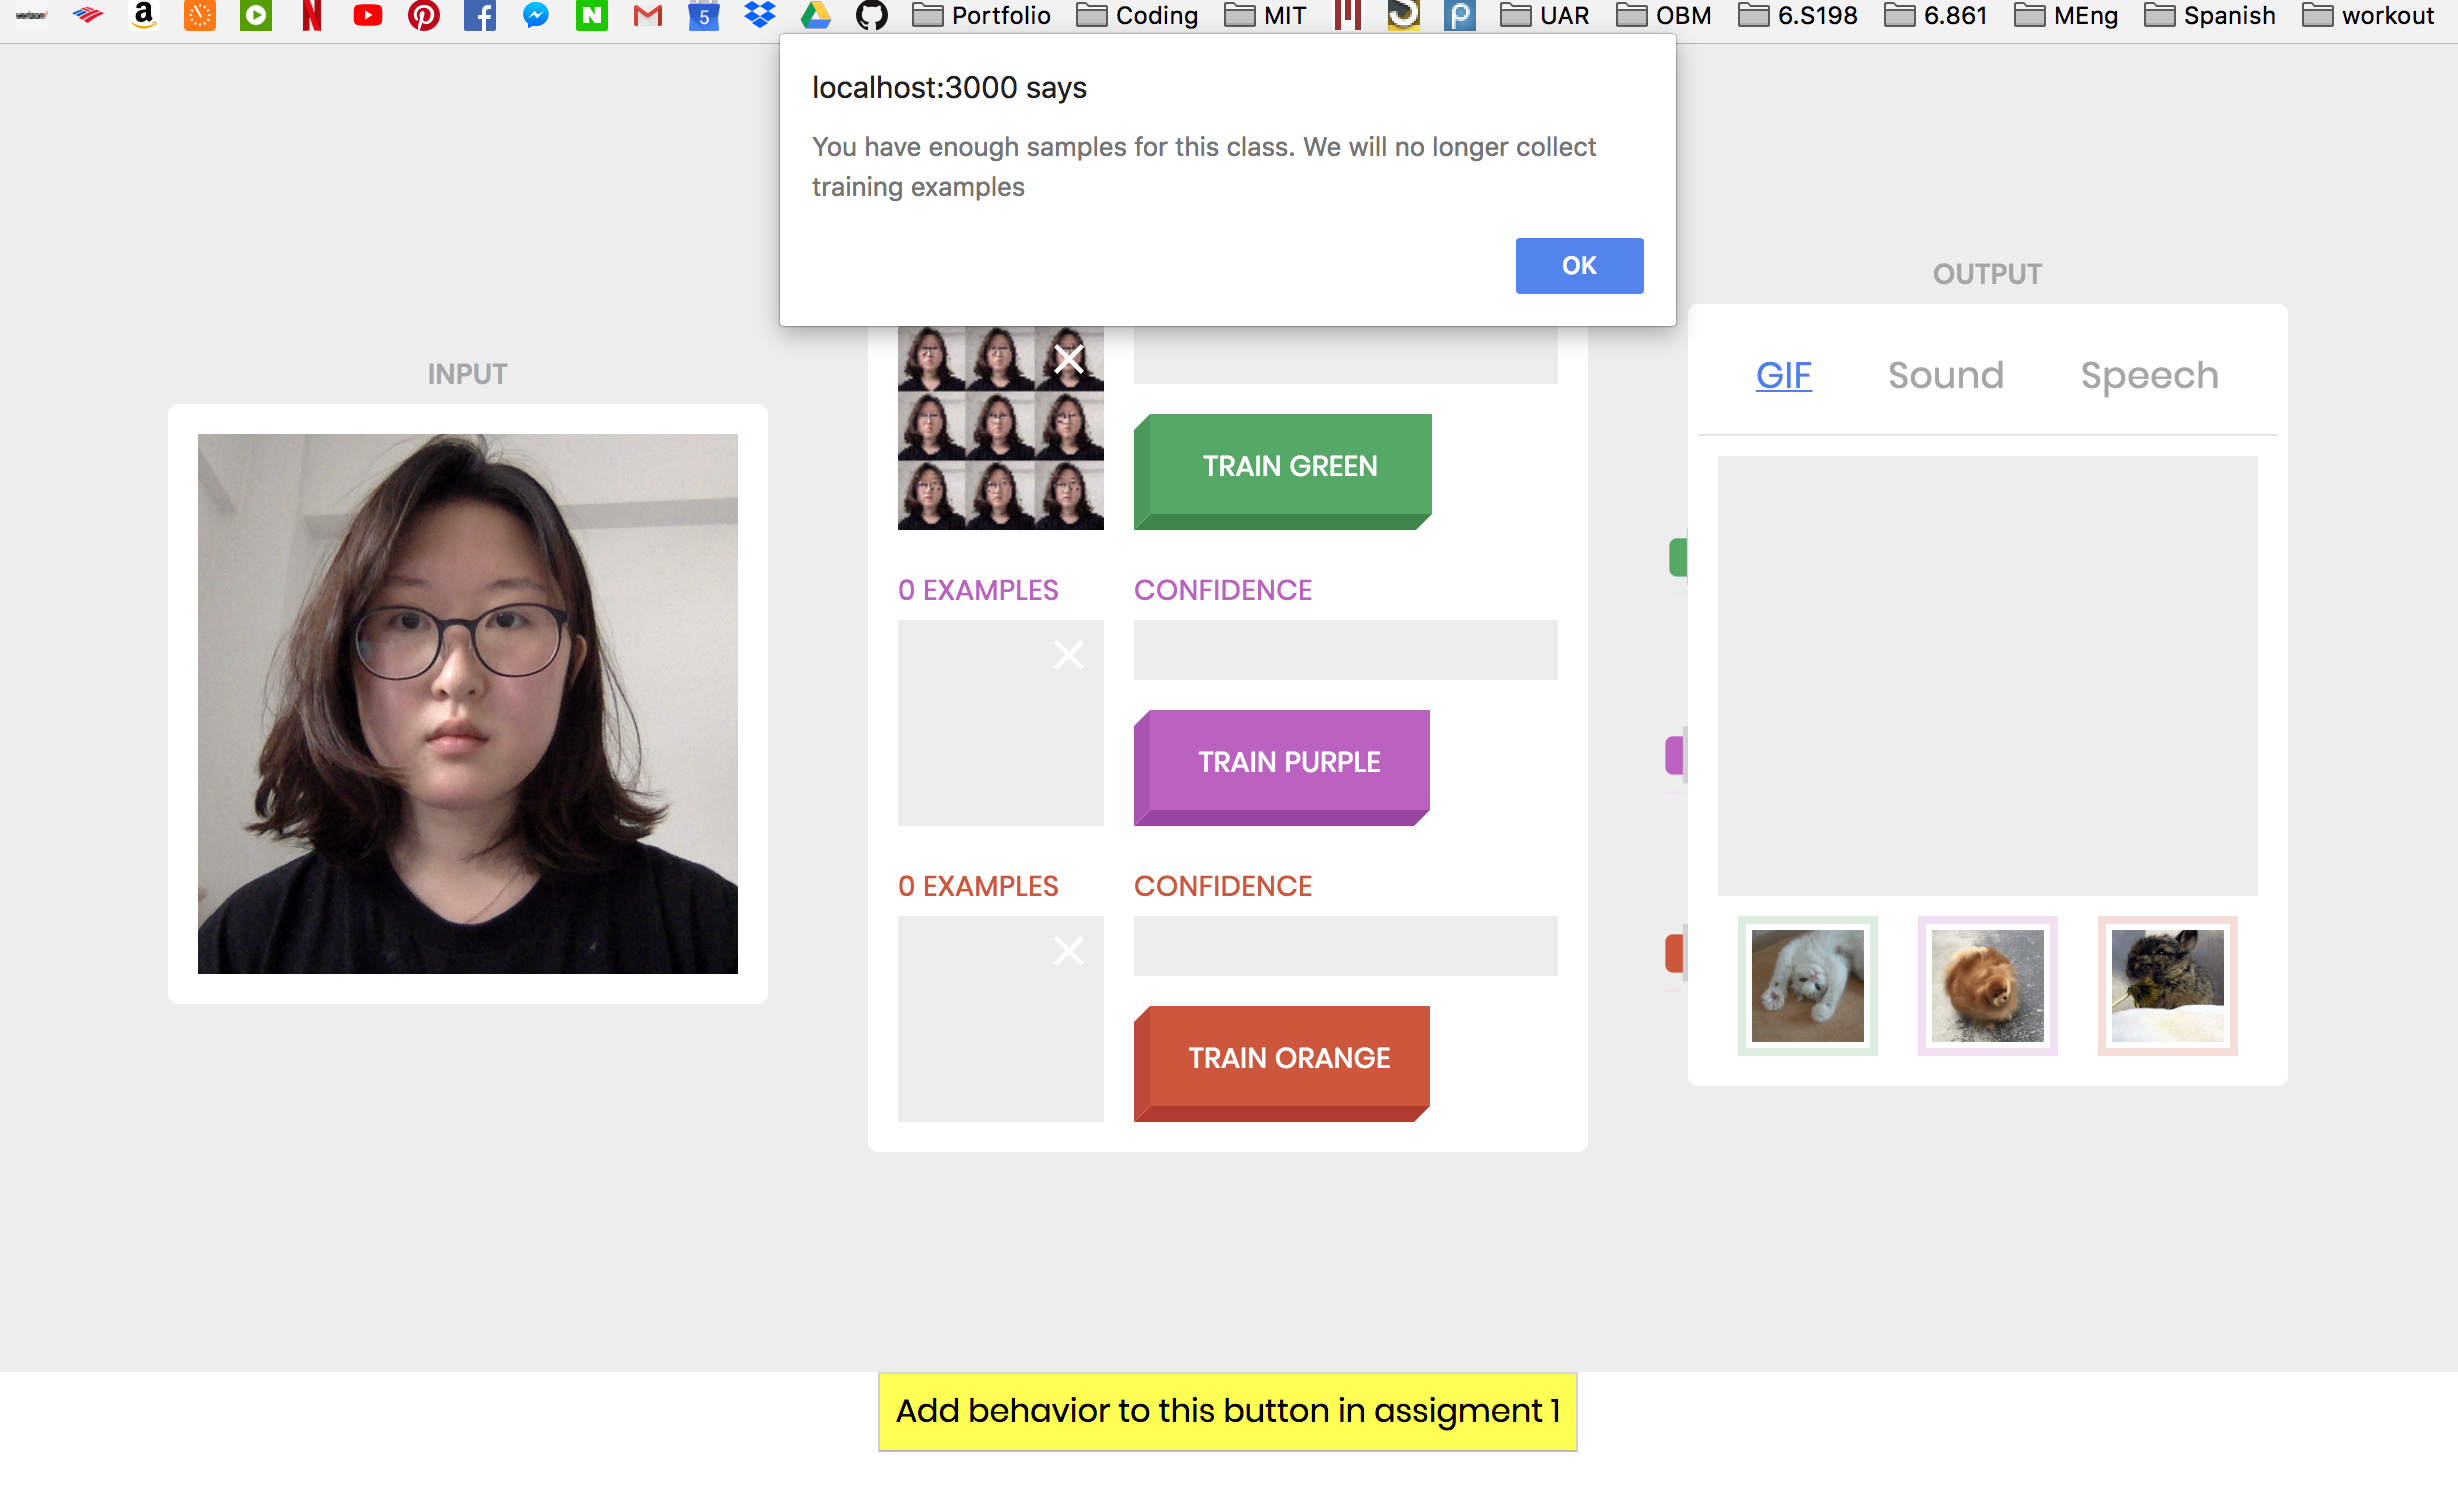 Portfolio
Coding
MIT
UAR
OBM
6.S198
6.861
MEng
Spanish
workout
localhost:3000 says
You have enough samples for this class. We will no longer collect
training examples
OK
INPUT
OUTPUT
GIF Sound Speech
TRAIN GREEN
0 EXAMPLES CONFIDENCE
TRAIN PURPLE
0 EXAMPLES CONFIDENCE
TRAIN ORANGE
Add behavior to this button in assigment 1